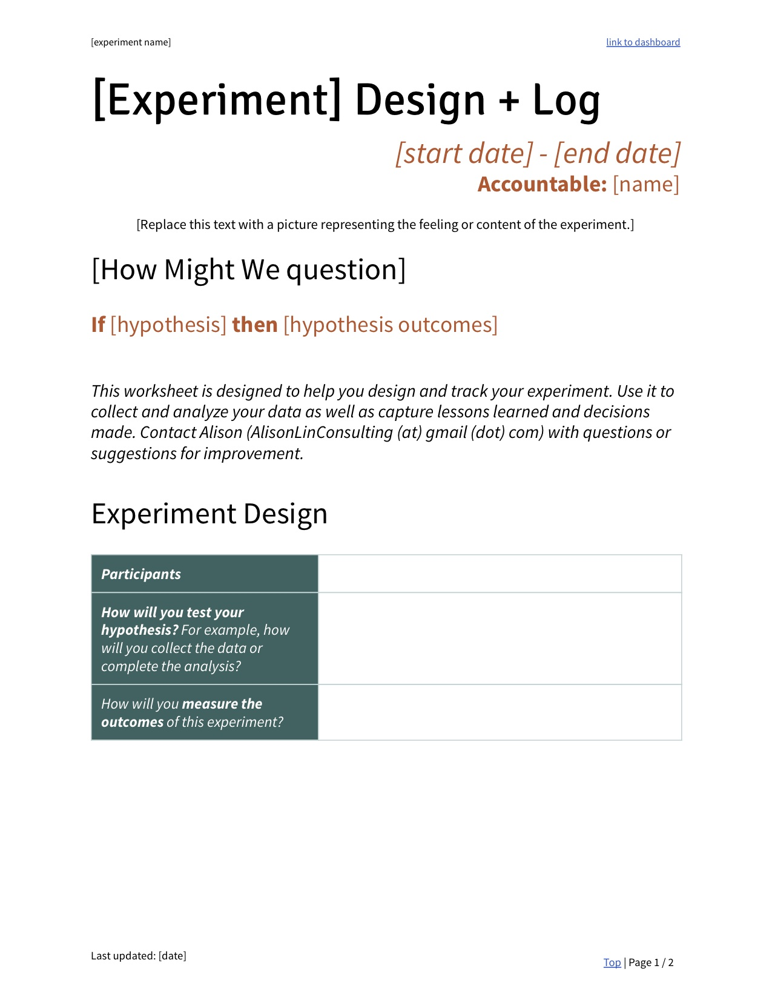 [experiment name]
link to dashboard
[Experiment] Design + Log
[start date] - [end date]
Accountable: [name]
[Replace this text with a picture representing the feeling or content of the experiment.]
[How Might We question]
If [hypothesis] then [hypothesis outcomes]
This worksheet is designed to help you design and track your experiment. Use it to
collect and analyze your data as well as capture lessons learned and decisions
made. Contact Alison (AlisonLinConsulting (at) gmail (dot) com) with questions or
suggestions for improvement.
Experiment Design
Participants
How will you test your
hypothesis? For example, how
will you collect the data or
complete the analysis?
How will you measure the
outcomes of this experiment?
Last updated: [date]
Top | Page 1 / 2